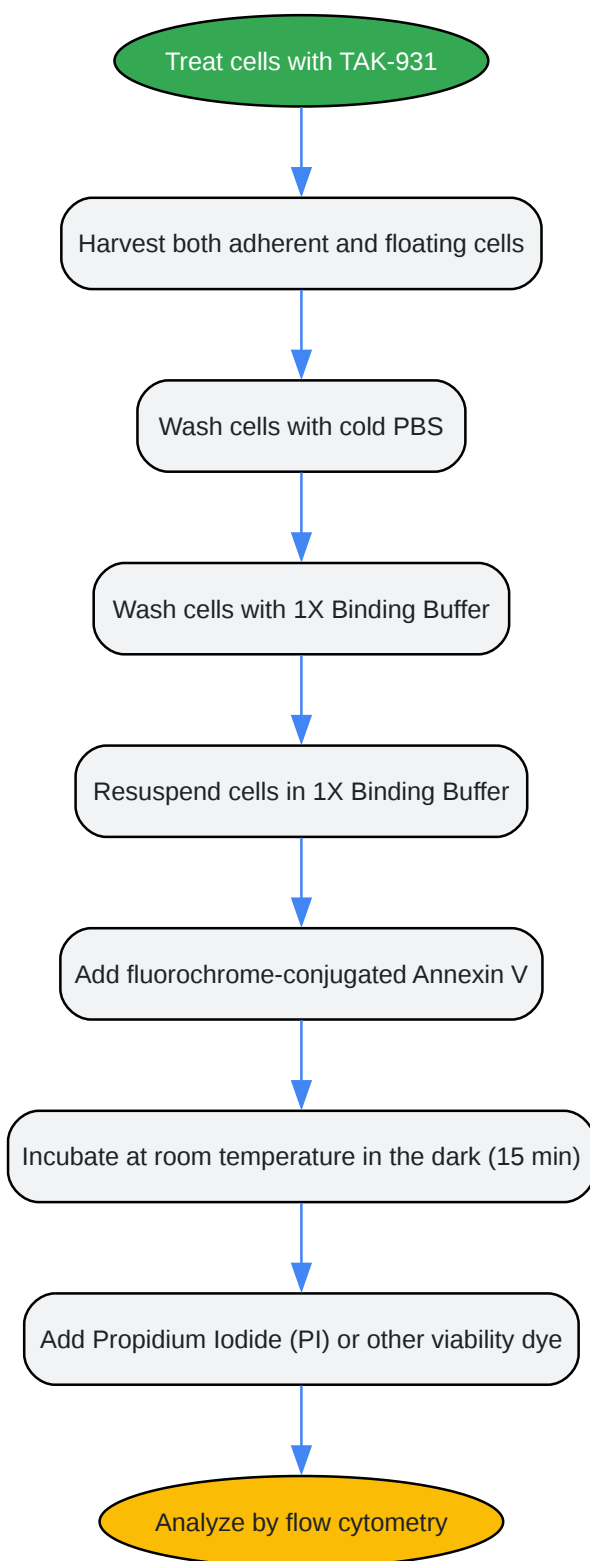 Treat cells with TAK-931
Harvest both adherent and floating cells
Wash cells with cold PBS
Wash cells with 1X Binding Buffer
Resuspend cells in 1X Binding Buffer
Add fluorochrome-conjugated Annexin V
Incubate at room temperature in the dark (15 min)
Add Propidium Iodide (PI) or other viability dye
Analyze by flow cytometry